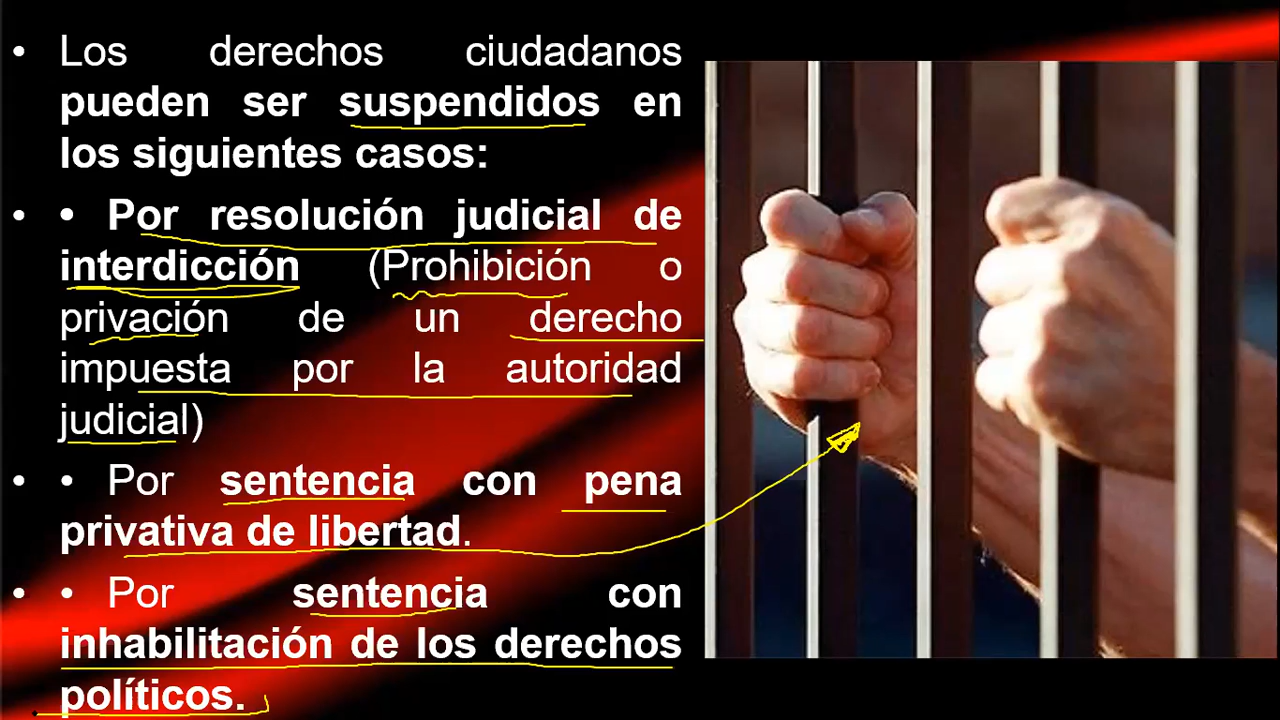 • Los derechos ciudadanos
pueden ser suspendidos en
los siguientes casos:
• • Por resolución judicial de
interdicción (Prohibición o
privación de un derecho
impuesta por la autoridad
judicial)
• • Por sentencia con pena
privativa de libertad.
• • Por sentencia con
inhabilitación de los derechos
políticos.